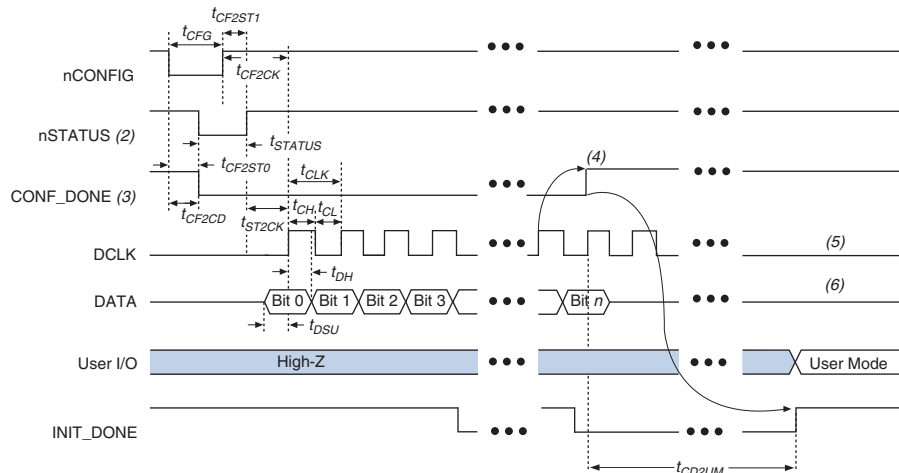 tCF2ST1
tCFG
nCONFIG
tCF2CK
nSTATUS (2)
tSTATUS
tCF2ST0
tCLK
(4)
CONF_DONE (3)
tCF2CD
tST2CK
tCH
tCL
DCLK
(5)
tDH
DATA
Bit 0
Bit 1
Bit 2
Bit 3
Bit n
(6)
tDSU
User I/O
High-Z
User Mode
INIT_DONE
tCD2UM